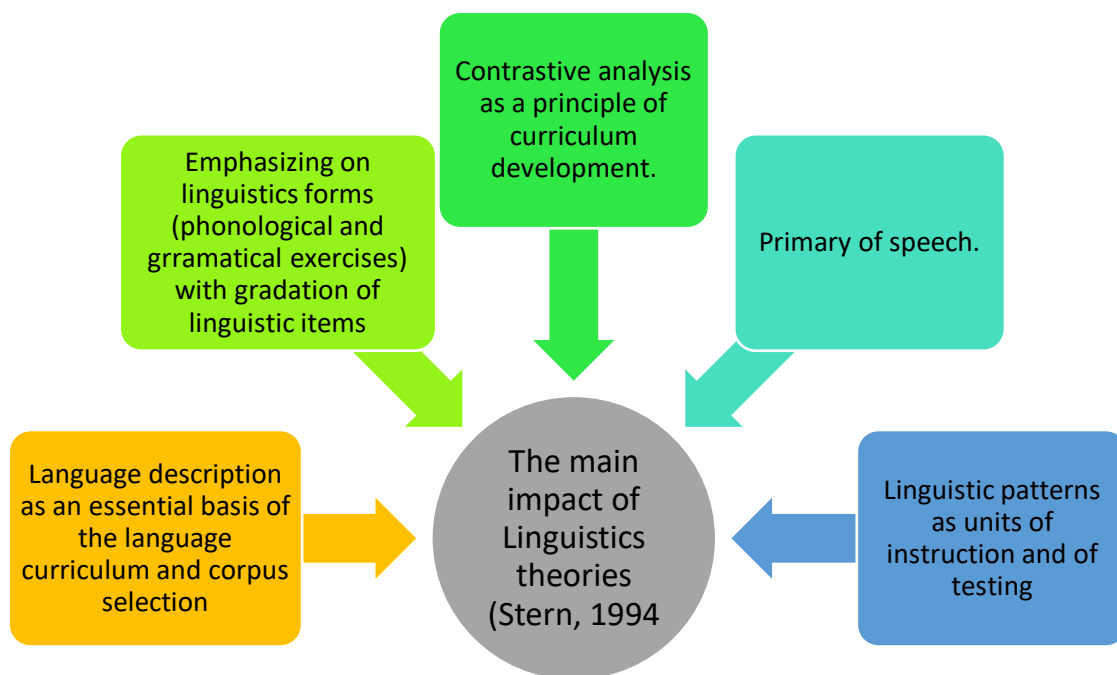 Contrastive analysis
as a principle of
curriculum
development.
Emphasizing on
linguistics forms
(phonological and
grramatical exercises)
with gradation of
linguistic items
Primary of speech.
Language description
as an essential basis of
the language
curriculum and corpus
selection
The main
impact of
Linguistics
theories
(Stern, 1994
Linguistic patterns
as units of
instruction and of
testing